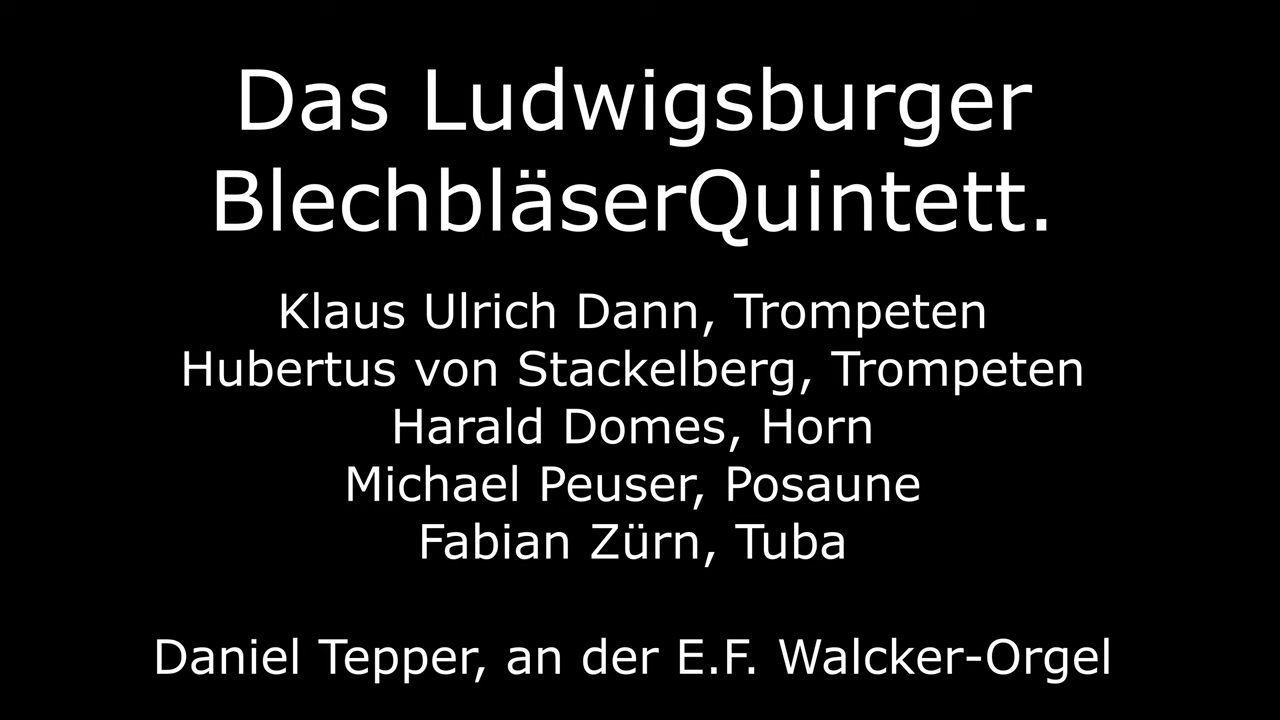 Das Ludwigsburger
BlechbläserQuintett.
Klaus Ulrich Dann, Trompeten
Hubertus von Stackelberg, Trompeten
Harald Domes, Horn
Michael Peuser, Posaune
Fabian Zürn, Tuba
Daniel Tepper, an der E.F. Walcker-Orgel